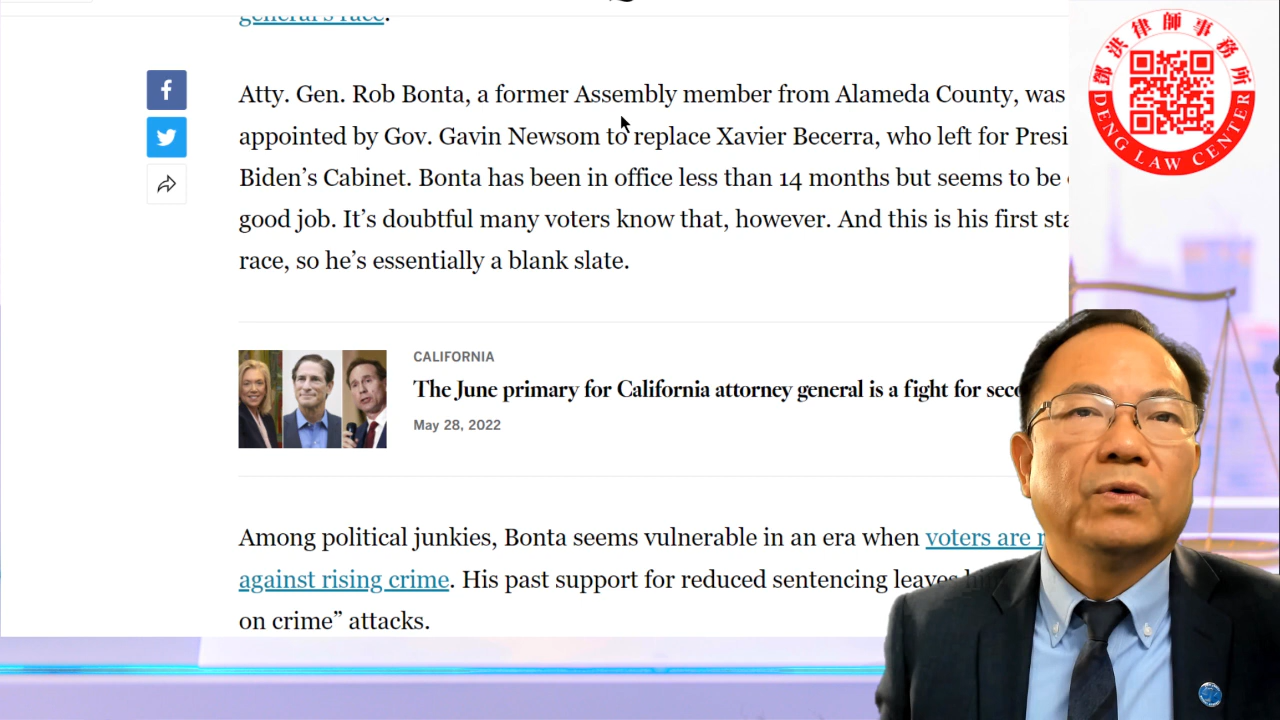 general's race.
Atty. Gen. Rob Bonta, a former Assembly member from Alameda County, was
appointed by Gov. Gavin Newsom to replace Xavier Becerra, who left for Presi
Biden’s Cabinet. Bonta has been in office less than 14 months but seems to be
good job. It’s doubtful many voters know that, however. And this is his first sta
race, so he’s essentially a blank slate.
CALIFORNIA
The June primary for California attorney general is a fight for seco
May 28, 2022
Among political junkies, Bonta seems vulnerable in an era when voters are
against rising crime. His past support for reduced sentencing leaves
on crime” attacks.
鄧洪律師事務所
DENG LAW CENTER